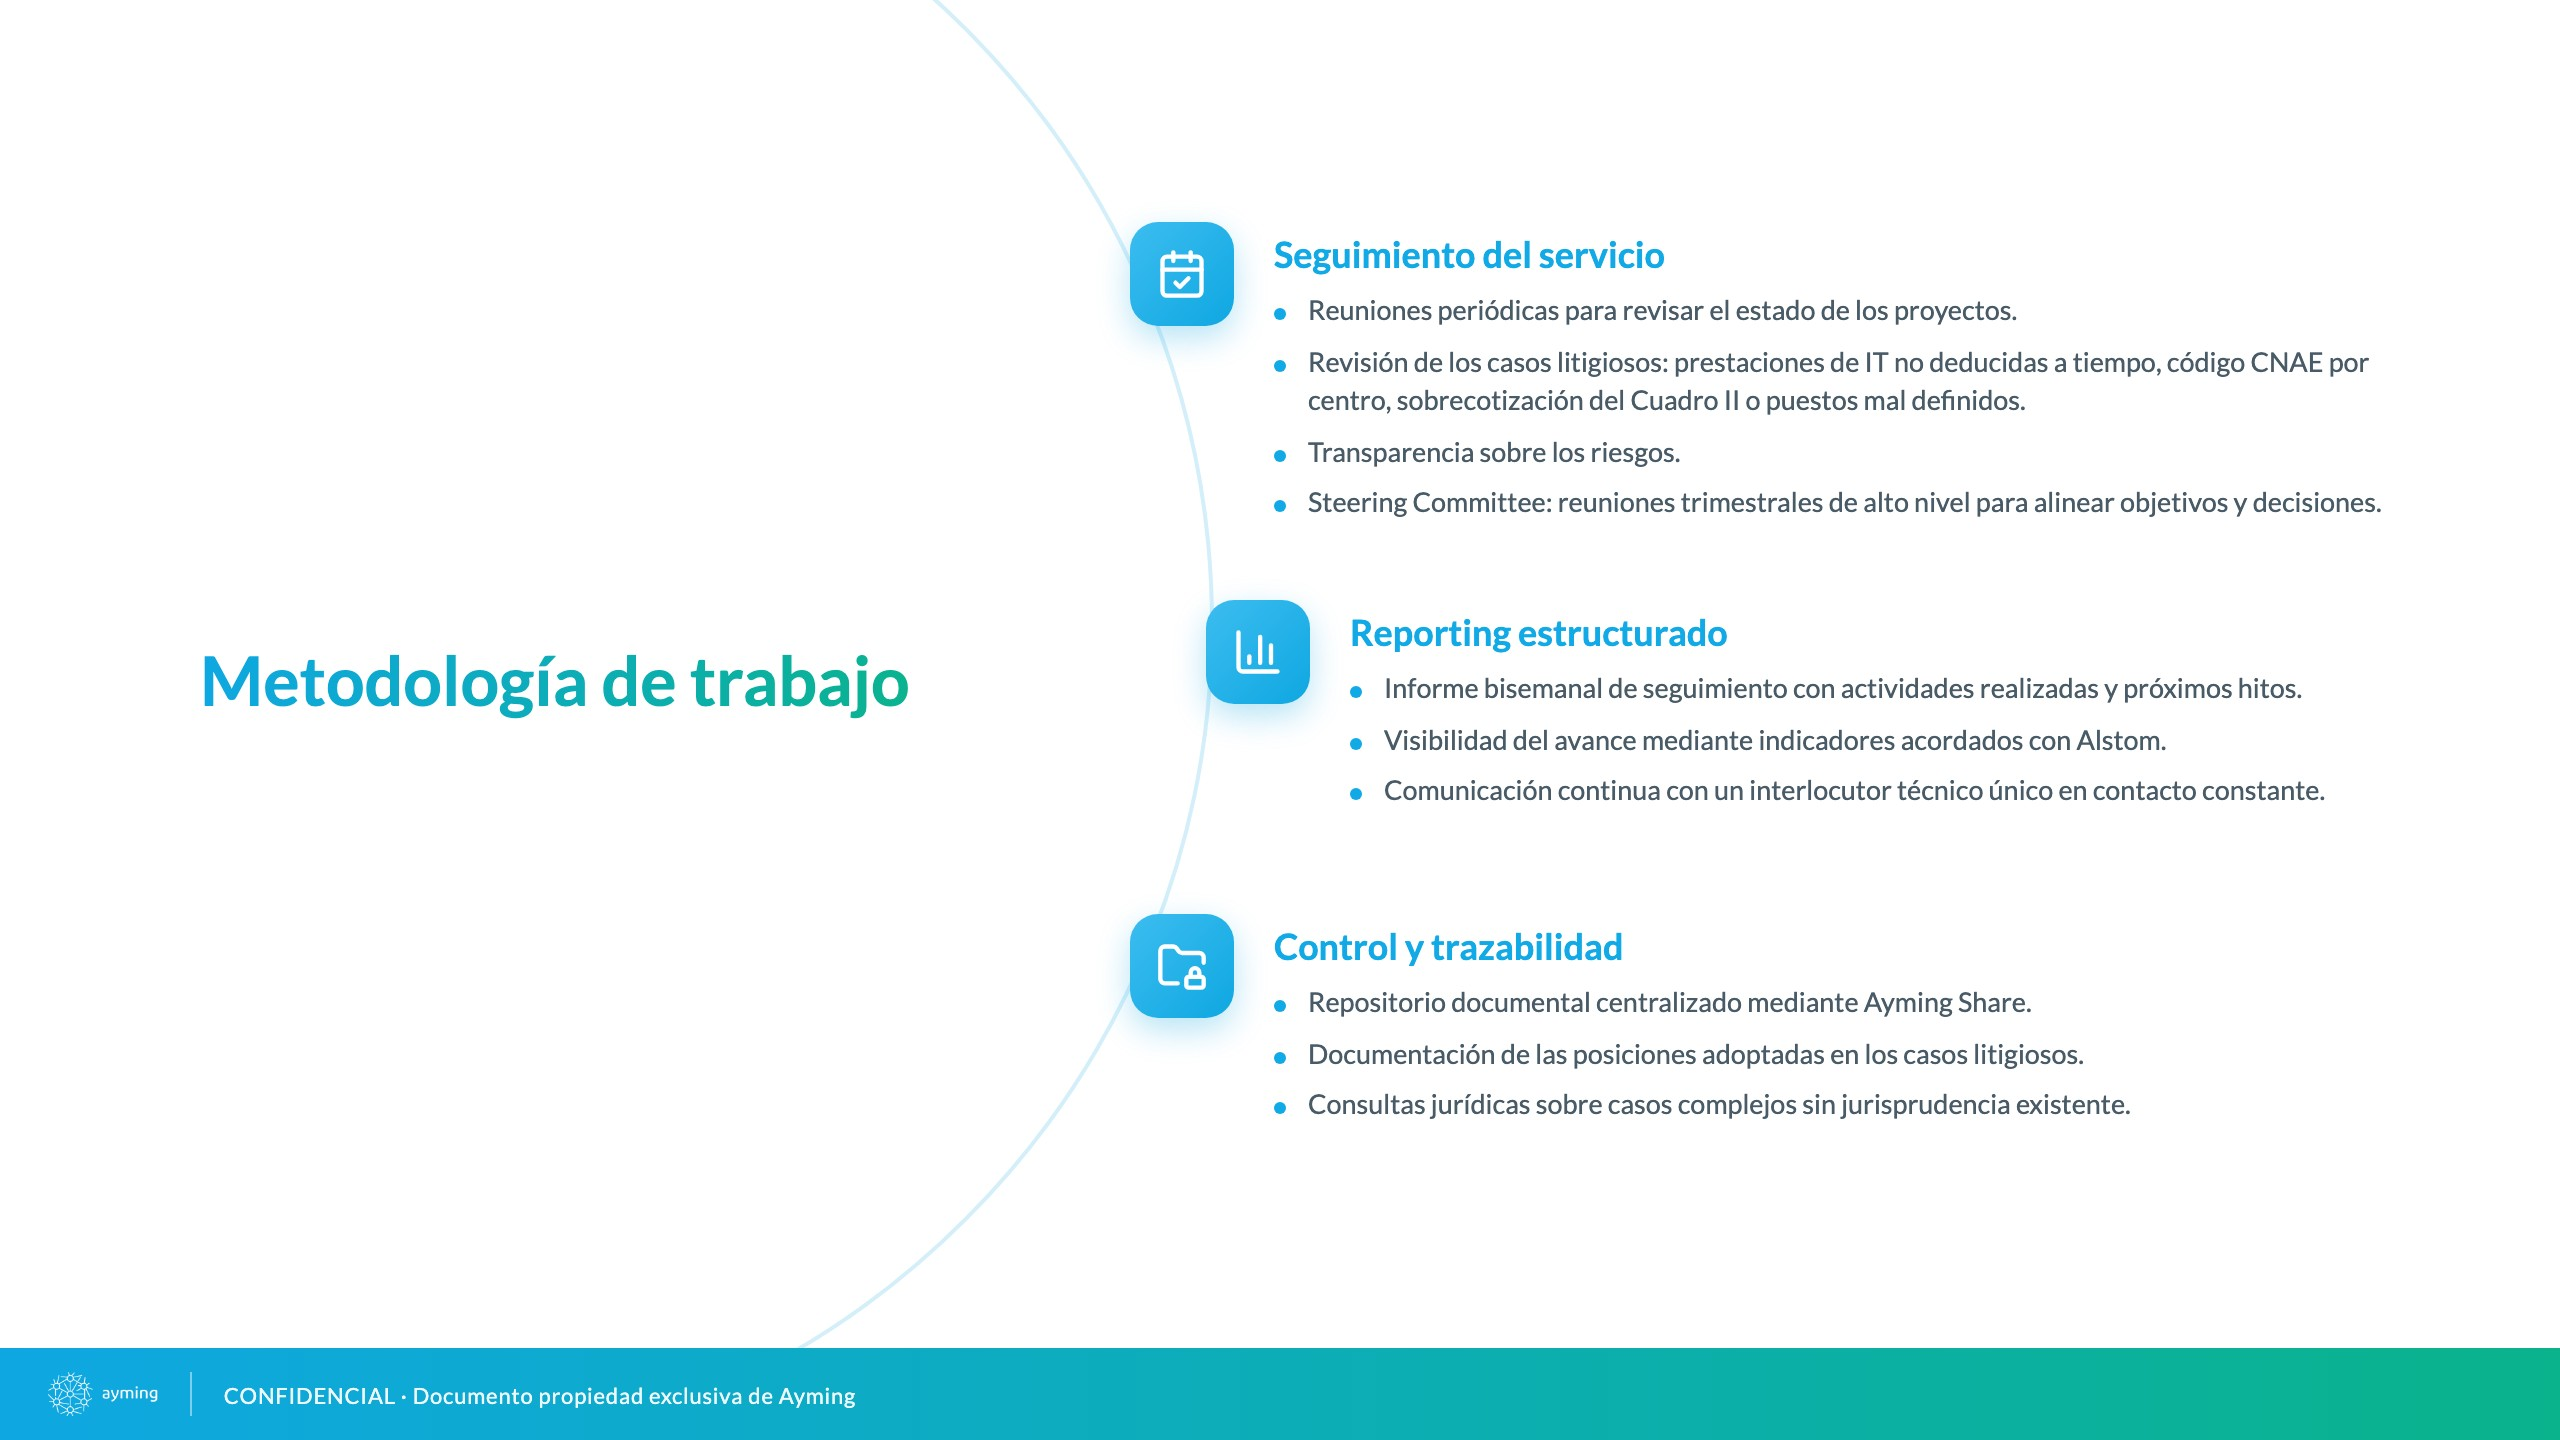 Metodología de trabajo
Seguimiento del servicio
Reuniones periódicas para revisar el estado de los proyectos.
Revisión de los casos litigiosos: prestaciones de IT no deducidas a tiempo, código CNAE por
centro, sobrecotización del Cuadro II o puestos mal definidos.
Transparencia sobre los riesgos.
Steering Committee: reuniones trimestrales de alto nivel para alinear objetivos y decisiones.
Reporting estructurado
Informe bisemanal de seguimiento con actividades realizadas y próximos hitos.
Visibilidad del avance mediante indicadores acordados con Alstom.
Comunicación continua con un interlocutor técnico único en contacto constante.
Control y trazabilidad
Repositorio documental centralizado mediante Ayming Share.
Documentación de las posiciones adoptadas en los casos litigiosos.
Consultas jurídicas sobre casos complejos sin jurisprudencia existente.
ayming
CONFIDENCIAL · Documento propiedad exclusiva de Ayming